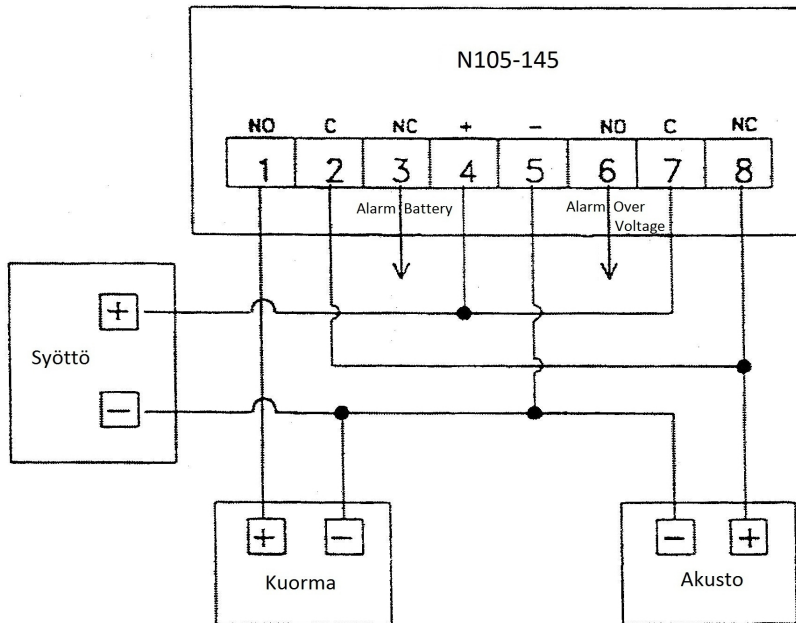 N105-145
NO C NC + - NO C NC
1 2 3 4 5 6 7 8
Alarm Battery
Alarm Over
Voltage
+
Syöttö
-
+ -
Kuorma
- +
Akusto